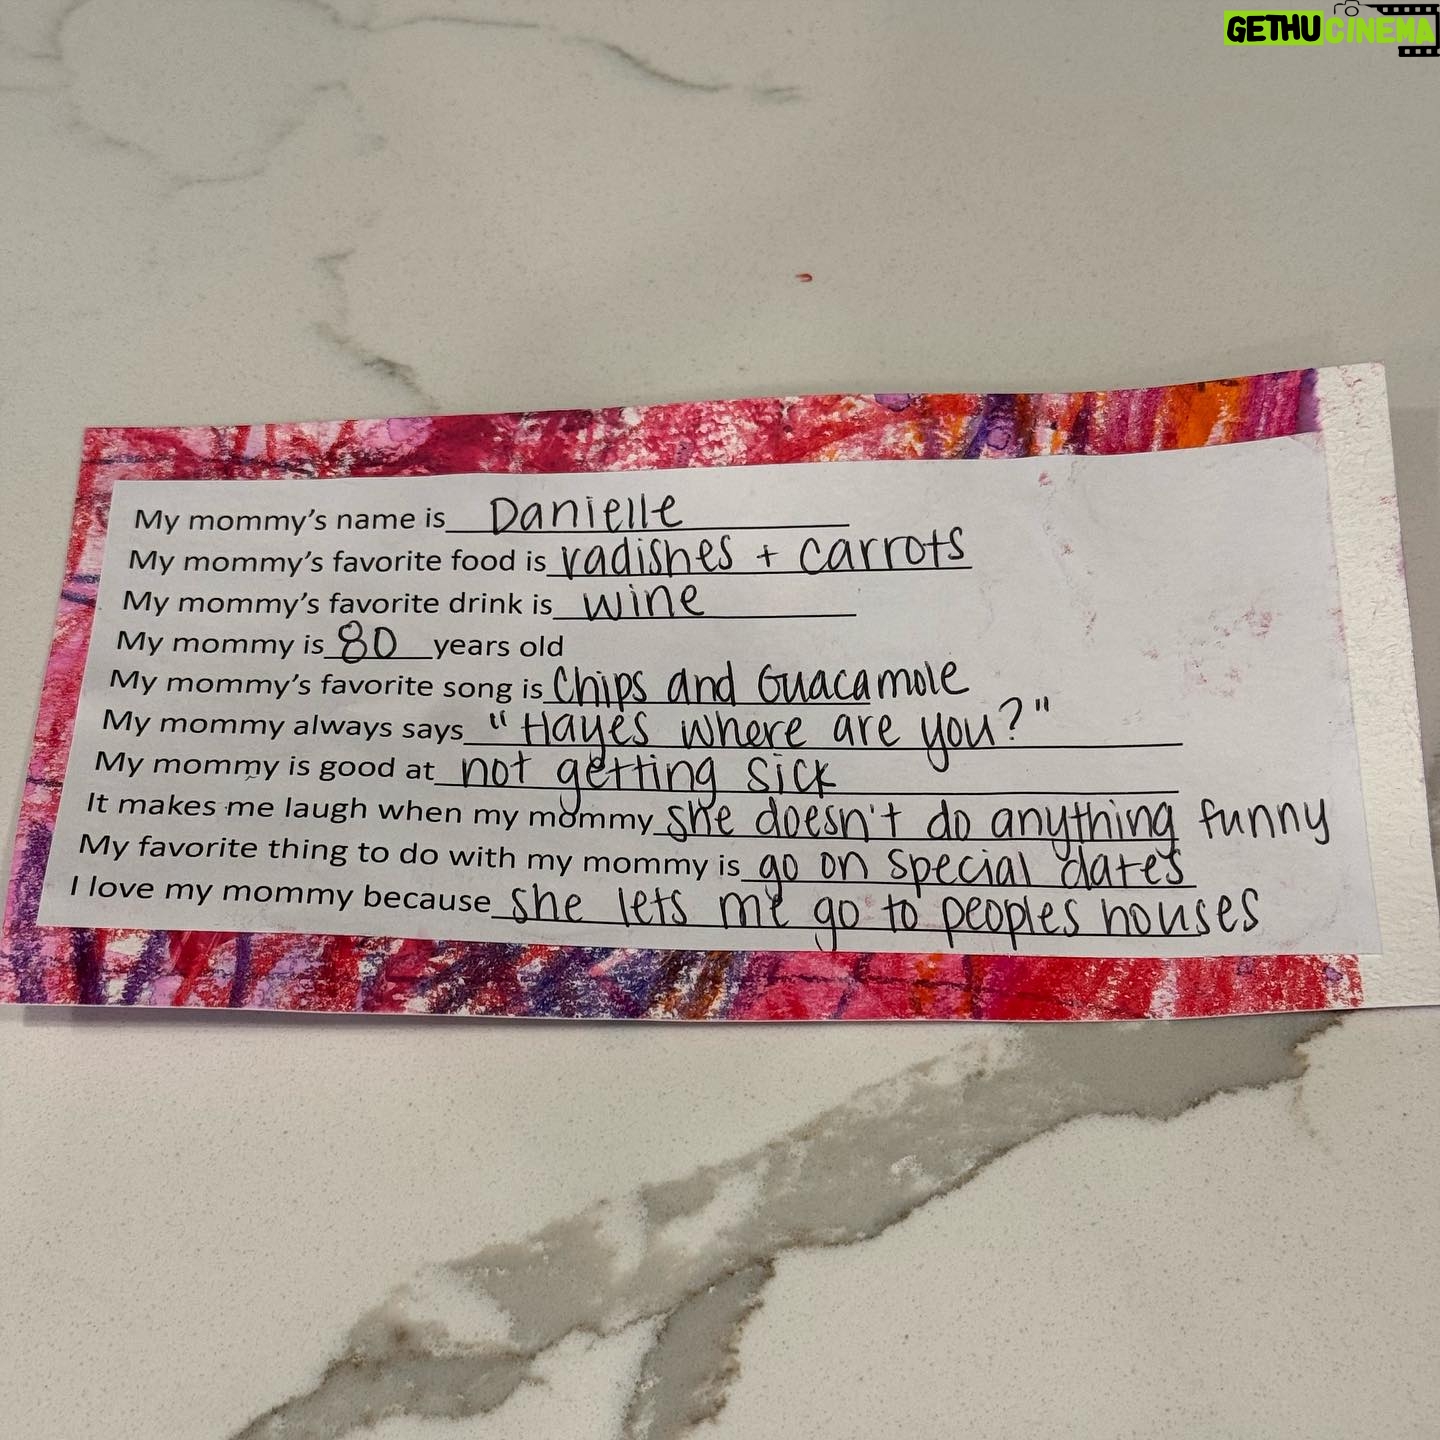 GETHUCINEMA
My mommy's name is Danielle
My mommy's favorite food is radishes + carrots
My mommy's favorite drink is wine
My mommy is 80 years old
My mommy's favorite song is Chips and Guacamole
My mommy always says "Hayes where are you?"
My mommy is good at not getting sick
It makes me laugh when my mommy she doesn't do anything funny
My favorite thing to do with my mommy is go on special dates
I love my mommy because she lets me go to peoples houses